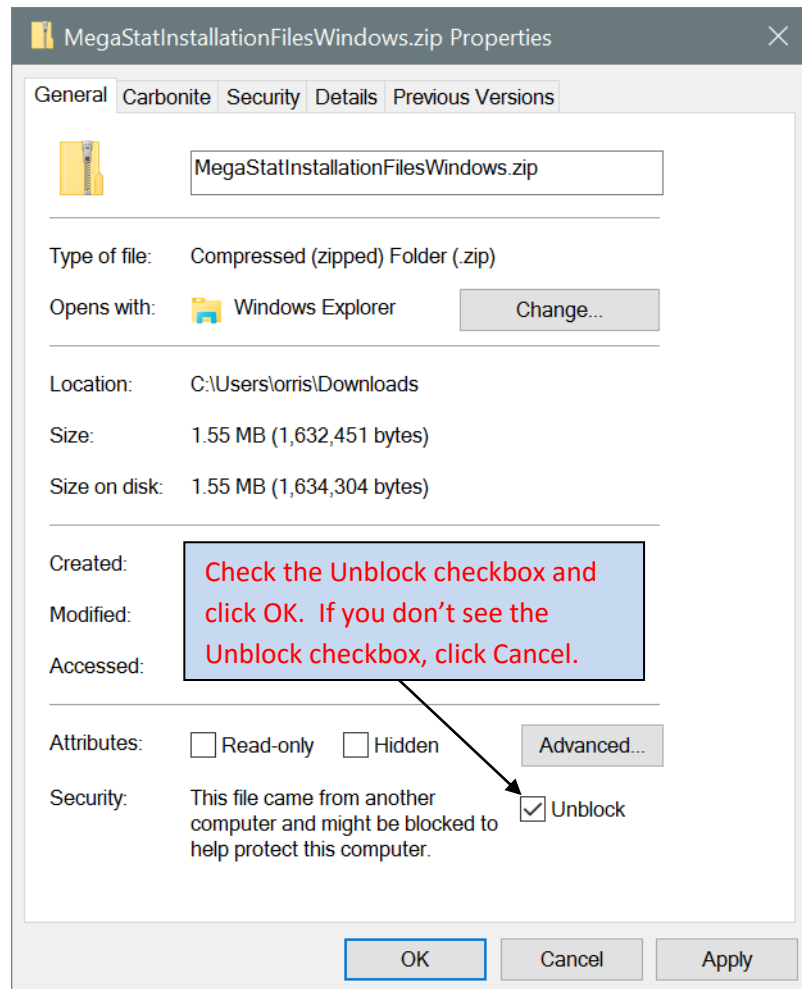 MegaStatInstallationFilesWindows.zip Properties
General Carbonite Security Details Previous Versions
MegaStatInstallationFilesWindows.zip
Type of file: Compressed (zipped) Folder (.zip)
Opens with: Windows Explorer Change...
Location: C:\Users\orris\Downloads
Size: 1.55 MB (1,632,451 bytes)
Size on disk: 1.55 MB (1,634,304 bytes)
Created:
Modified:
Accessed:
Check the Unblock checkbox and
click OK.  If you don’t see the
Unblock checkbox, click Cancel.
Attributes: Read-only Hidden Advanced...
Security: This file came from another
computer and might be blocked to
help protect this computer.
Unblock
OK Cancel Apply